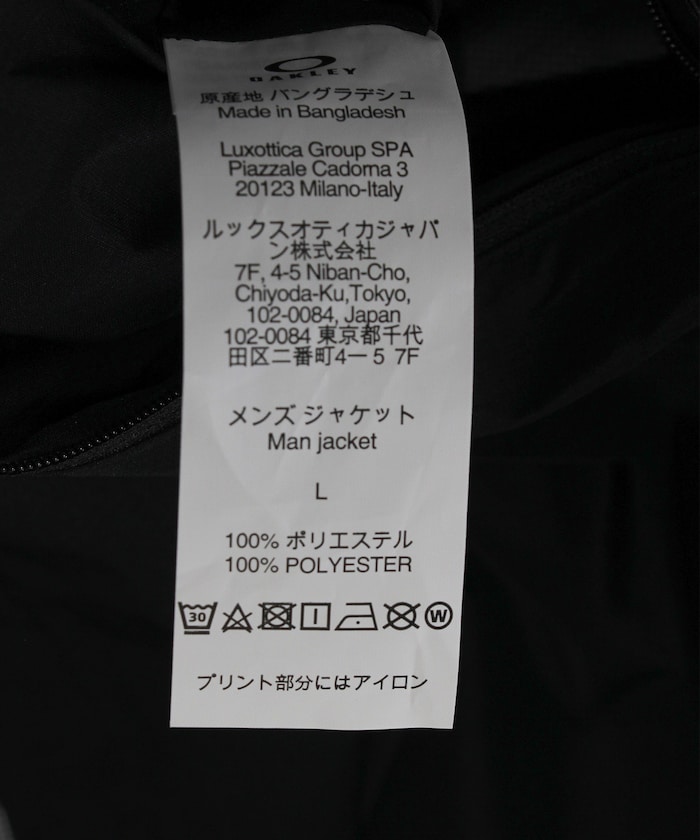 OAKLEY
原産地 バングラデシュ
Made in Bangladesh
Luxottica Group SPA
Piazzale Cadorna 3
20123 Milano-Italy
ルックスオティカジャパ
ン株式会社
7F, 4-5 Niban-Cho,
Chiyoda-Ku,Tokyo,
102-0084, Japan
102-0084 東京都千代
田区二番町4ー５ 7F
メンズ ジャケット
Man jacket
L
100% ポリエステル
100% POLYESTER
30 W
プリント部分にはアイロン